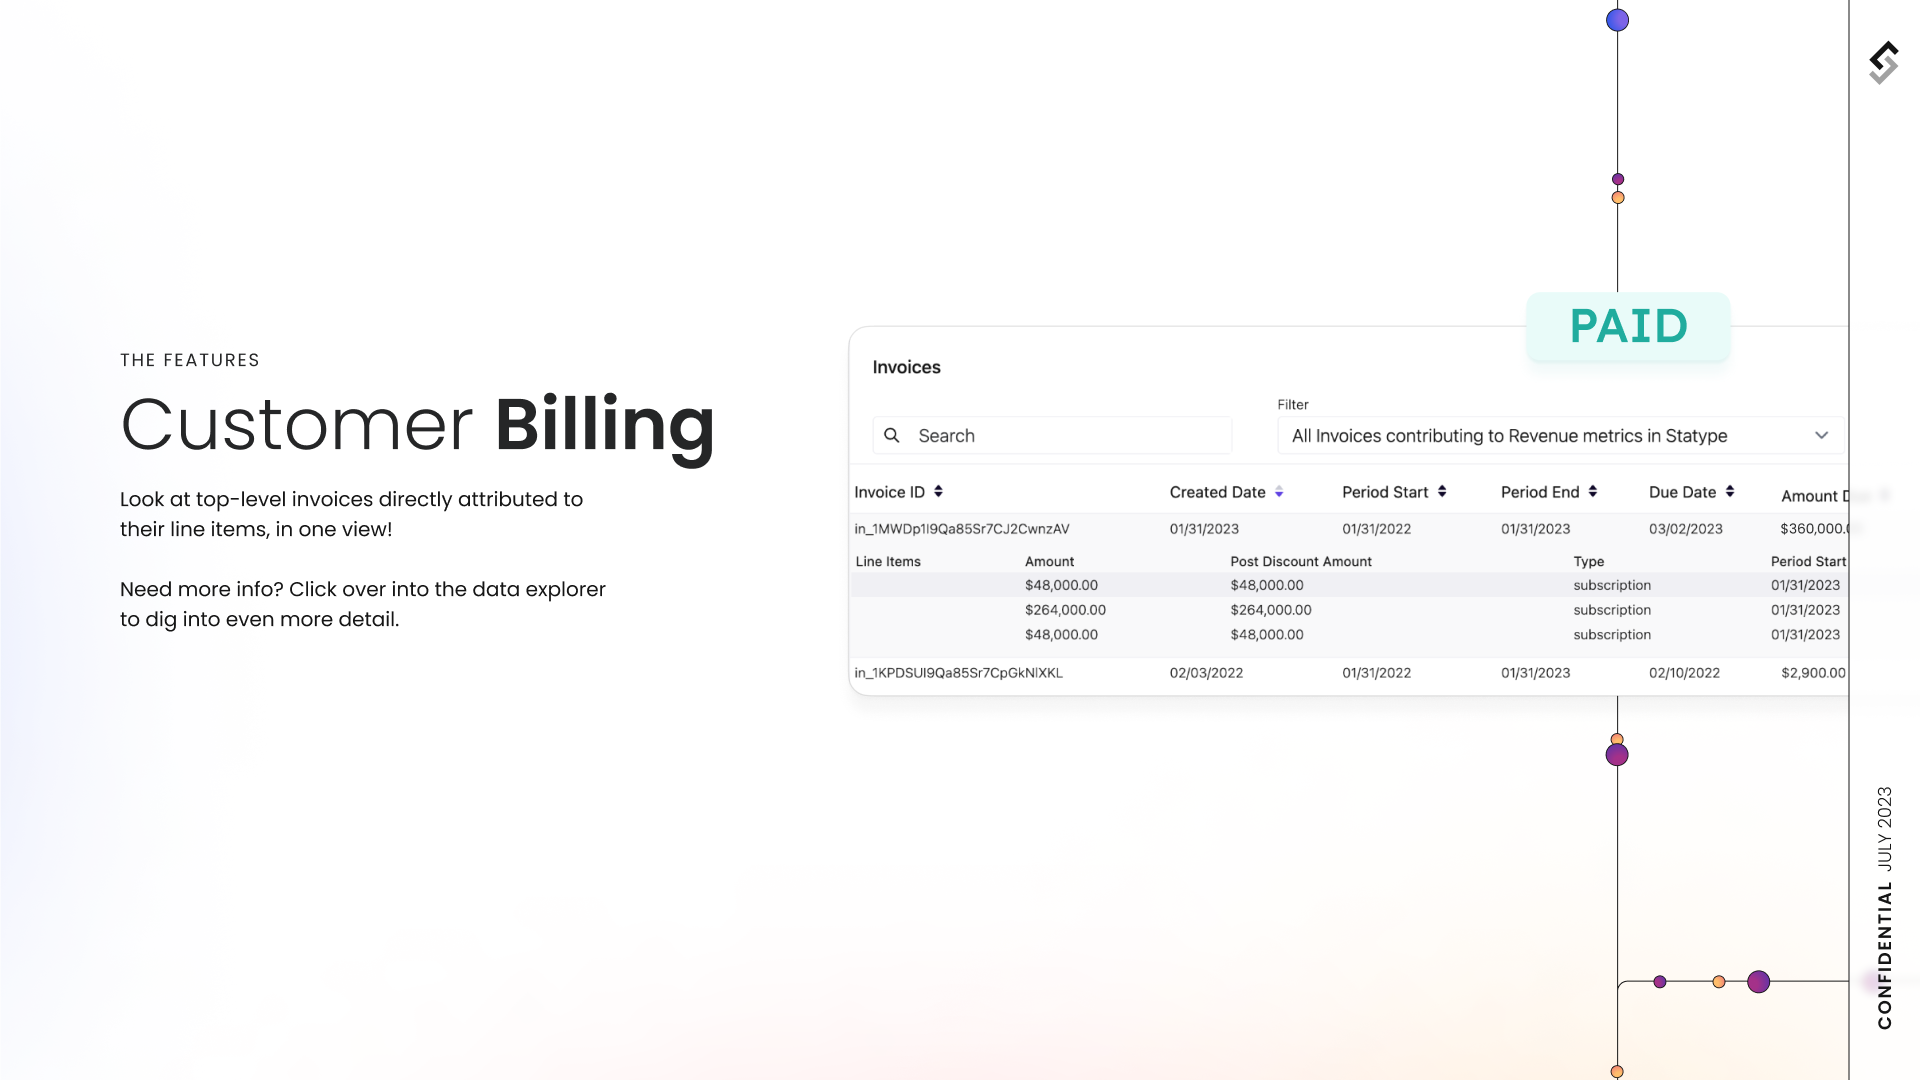 THE FEATURES
Customer Billing
Look at top-level invoices directly attributed to
their line items, in one view!
Need more info? Click over into the data explorer
to dig into even more detail.
PAID
Invoices
Filter
Search
All Invoices contributing to Revenue metrics in Statype
Invoice ID Created Date Period Start Period End Due Date Amount
in_1MWDp1I9Qa85Sr7CJ2CwnzAV 01/31/2023 01/31/2022 01/31/2023 03/02/2023 $360,000.
Line Items Amount Post Discount Amount Type Period Start
$48,000.00 $48,000.00 subscription 01/31/2023
$264,000.00 $264,000.00 subscription 01/31/2023
$48,000.00 $48,000.00 subscription 01/31/2023
in_1KPDSUI9Qa85Sr7CpGkNIXKL 02/03/2022 01/31/2022 01/31/2023 02/10/2022 $2,900.00
CONFIDENTIAL JULY 2023